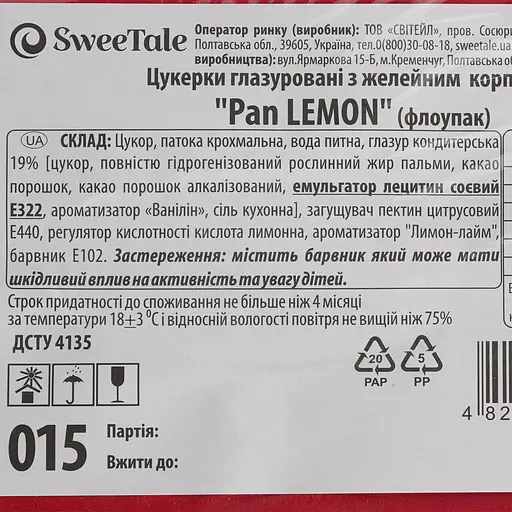 SweeTale
Оператор ринку (виробник): ТОВ «СВІТЕЙЛ», пров. Сосюри
Полтавська обл., 39605, Україна, тел.0(800)30-08-18, sweetale.ua
виробництва): вул.Ярмаркова 15-Б, м.Кременчуг, Полтавська об
Цукерки глазуровані з желейним корп
"Pan LEMON" (флоупак)
UA СКЛАД: Цукор, патока крохмальна, вода питна, глазур кондитерська
19% [цукор, повністю гідрогенізований рослинний жир пальми, какао
порошок, какао порошок алкалізований, емульгатор лецитин соєвий
Е322, ароматизатор «Ванілін», сіль кухонна], загущувач пектин цитрусовий
Е440, регулятор кислотності кислота лимонна, ароматизатор "Лимон-лайм",
барвник Е102. Застереження: містить барвник який може мати
шкідливий вплив на активність та увагу дітей.
Строк придатності до споживання не більше ніж 4 місяці
за температури 18±3 ⁰С і відносній вологості повітря не вищій ніж 75%
ДСТУ 4135
20
PAP
5
PP
4 82
015
Партія:
Вжити до: